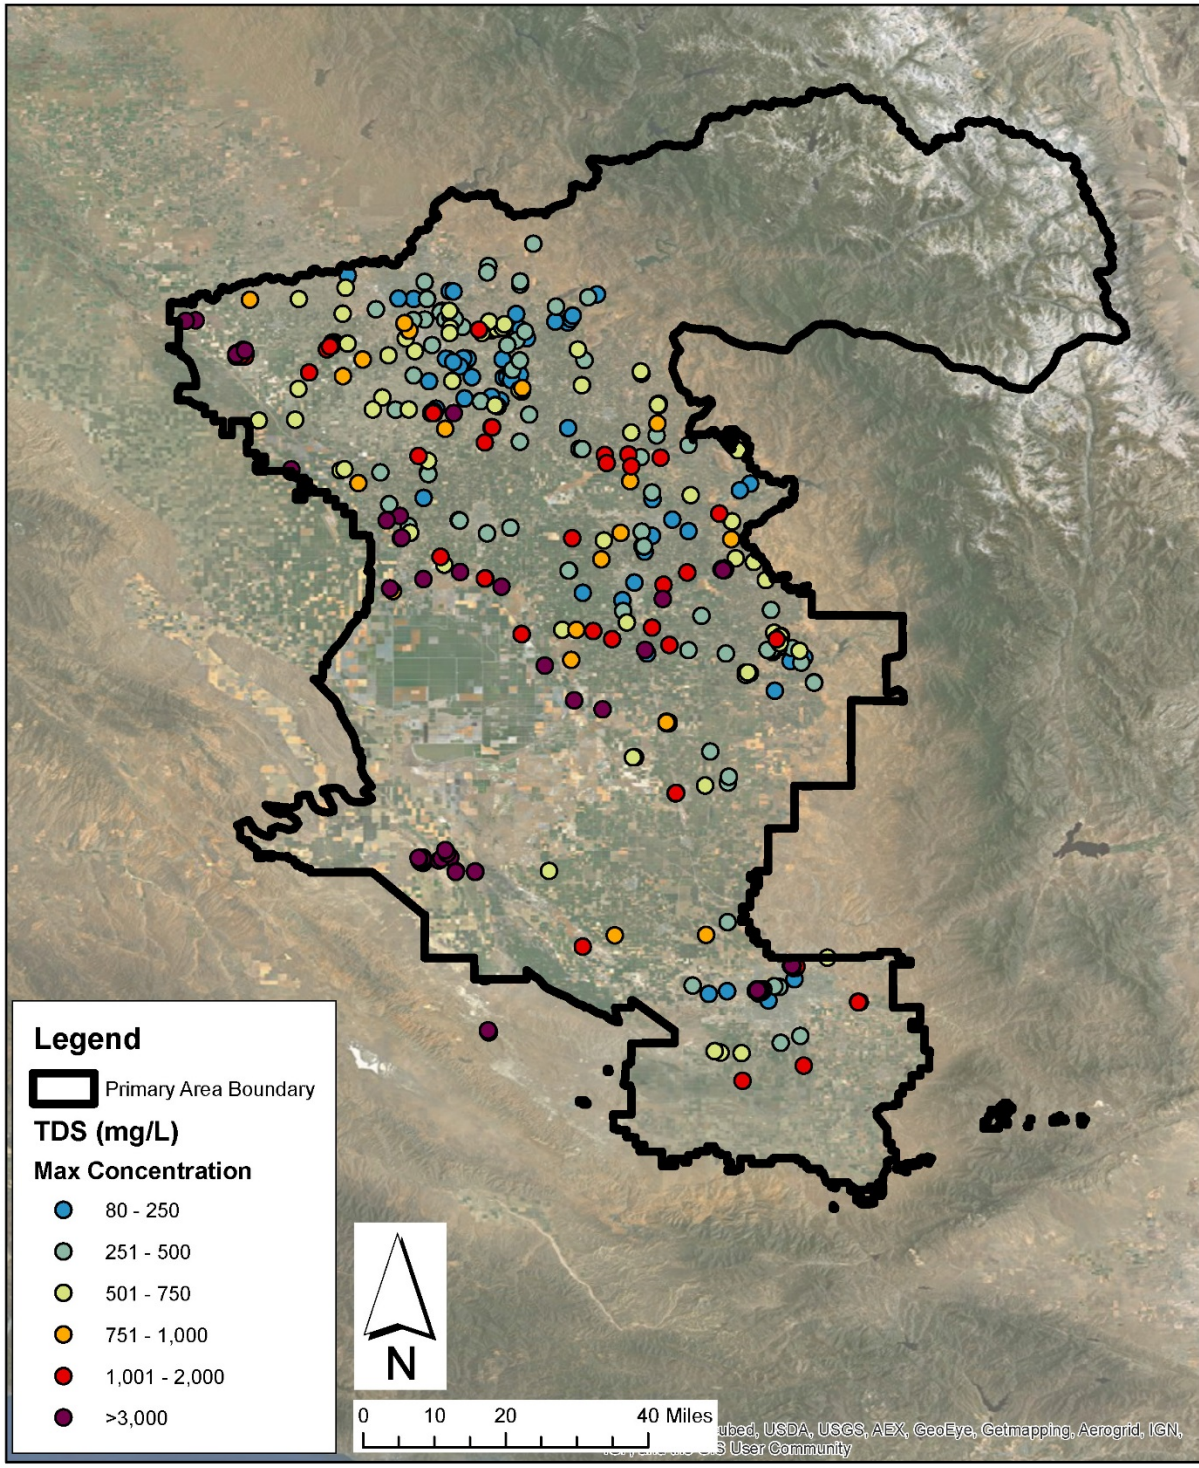 Legend
Primary Area Boundary
TDS (mg/L)
Max Concentration
80 - 250
251 - 500
501 - 750
751 - 1,000
1,001 - 2,000
>3,000
N
0 10 20 40 Miles
USDA, USGS, AEX, GeoEye, Getmapping, Aerogrid, IGN,
User Community